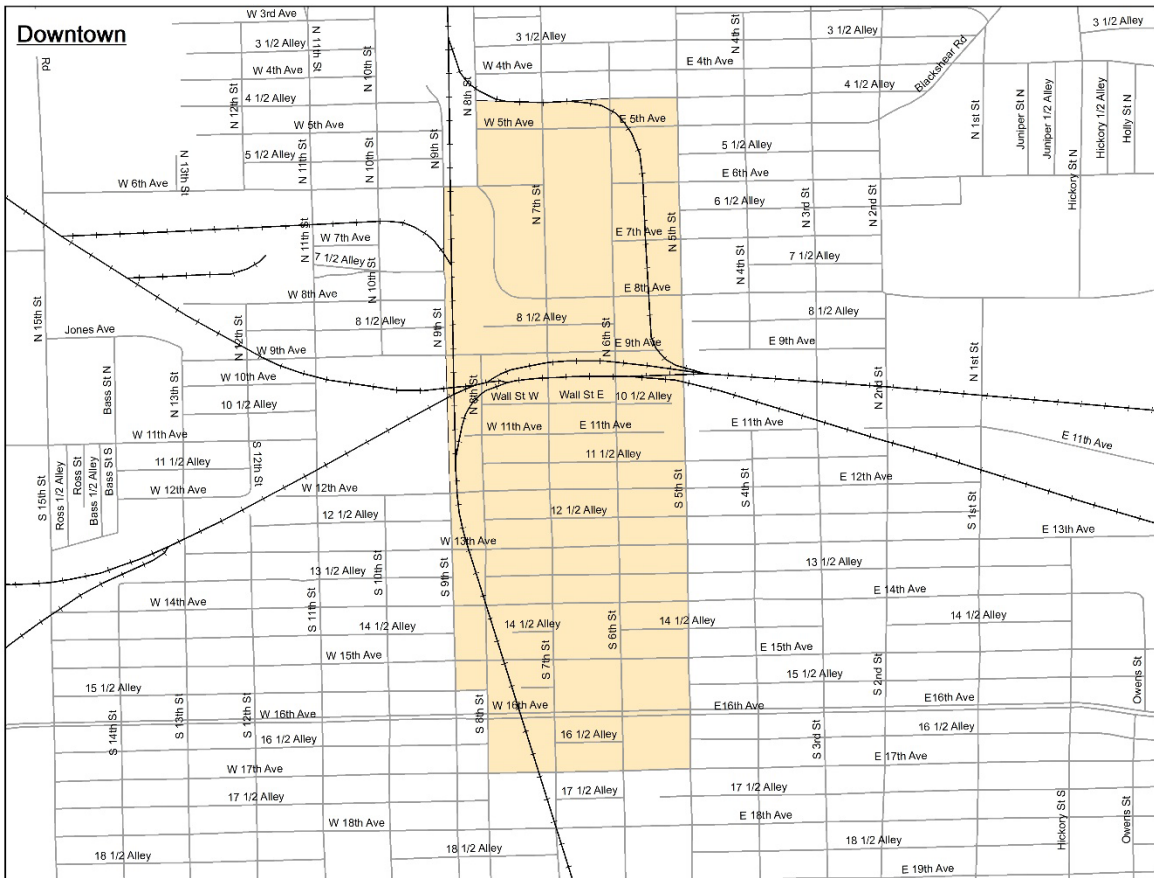 Downtown
W 3rd Ave
3 1/2 Alley
W 4th Ave
4 1/2 Alley
W 5th Ave
5 1/2 Alley
W 6th Ave
Rd
N 12th St
N 11th St
N 10th St
N 13th St
N 11th St
N 10th St
N 9th St
N 8th St
3 1/2 Alley
W 4th Ave
E 4th Ave
N 4th St
3 1/2 Alley
4 1/2 Alley
Blackshear Rd
3 1/2 Alley
W 5th Ave
E 5th Ave
5 1/2 Alley
E 6th Ave
6 1/2 Alley
N 1st St
Juniper St N
Juniper 1/2 Alley
Hickory St N
Hickory 1/2 Alley
Holly St N
N 7th St
E 7th Ave
N 5th St
N 4th St
N 3rd St
N 2nd St
7 1/2 Alley
W 7th Ave
7 1/2 Alley
N 11th St
N 10th St
W 8th Ave
E 8th Ave
8 1/2 Alley
8 1/2 Alley
8 1/2 Alley
N 15th St
Jones Ave
N 12th St
N 9th St
N 6th St
W 9th Ave
E 9th Ave
E 9th Ave
N 1st St
N 2nd St
Bass St N
N 13th St
W 10th Ave
10 1/2 Alley
N 8th St
Wall St W
Wall St E
10 1/2 Alley
W 11th Ave
W 11th Ave
E 11th Ave
E 11th Ave
E 11th Ave
11 1/2 Alley
11 1/2 Alley
S 15th St
Ross 1/2 Alley
Ross St
Bass 1/2 Alley
Bass St S
S 12th St
W 12th Ave
W 12th Ave
E 12th Ave
S 5th St
S 4th St
S 1st St
12 1/2 Alley
12 1/2 Alley
W 13th Ave
E 13th Ave
13 1/2 Alley
13 1/2 Alley
S 11th St
S 10th St
S 9th St
W 14th Ave
E 14th Ave
14 1/2 Alley
14 1/2 Alley
14 1/2 Alley
14 1/2 Alley
S 7th St
S 6th St
W 15th Ave
E 15th Ave
15 1/2 Alley
15 1/2 Alley
S 2nd St
Owens St
S 14th St
S 13th St
S 12th St
S 8th St
W 16th Ave
W 16th Ave
E16th Ave
E16th Ave
16 1/2 Alley
16 1/2 Alley
16 1/2 Alley
S 3rd St
W 17th Ave
E 17th Ave
17 1/2 Alley
17 1/2 Alley
17 1/2 Alley
W 18th Ave
E 18th Ave
Hickory St S
Owens St
18 1/2 Alley
18 1/2 Alley
18 1/2 Alley
E 19th Ave